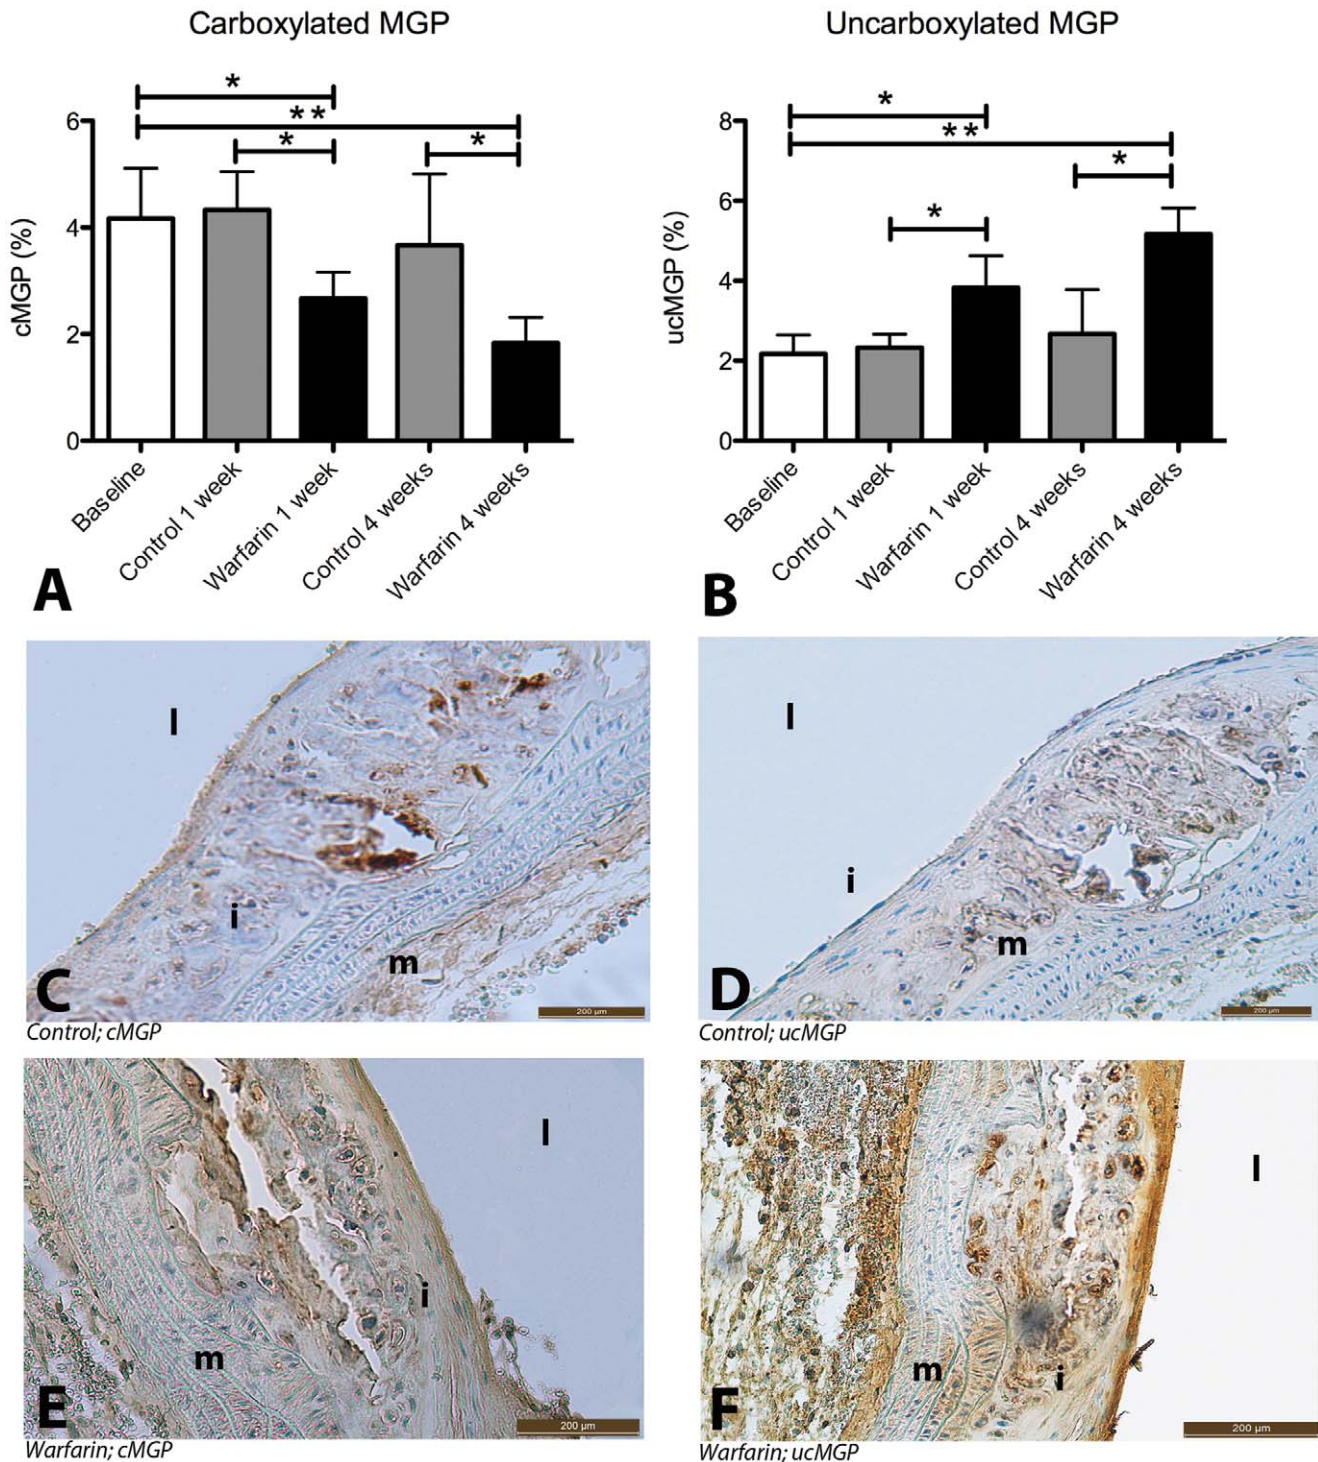 Carboxylated MGP
Uncarboxylated MGP
*
**
*
*
6
4
2
0
cMGP (%)
Baseline
Control 1 week
Warfarin 1 week
Control 4 weeks
Warfarin 4 weeks
A
*
**
*
*
8
6
4
2
0
ucMGP (%)
Baseline
Control 1 week
Warfarin 1 week
Control 4 weeks
Warfarin 4 weeks
B
l
i
m
C
200 µm
Control; cMGP
l
i
m
D
200 µm
Control; ucMGP
l
i
m
E
200 µm
Warfarin; cMGP
l
m
i
F
200 µm
Warfarin; ucMGP